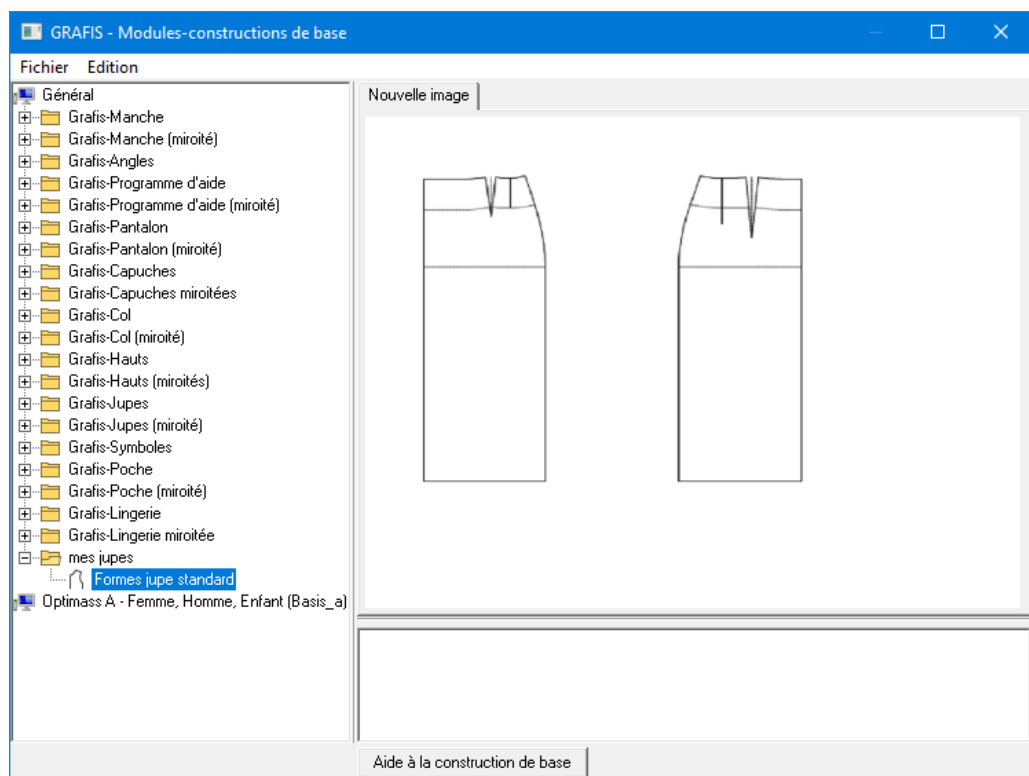 GRAFIS - Modules-constructions de base
Fichier Edition
Général
Grafis-Manche
Grafis-Manche (miroité)
Grafis-Angles
Grafis-Programme d'aide
Grafis-Programme d'aide (miroité)
Grafis-Pantalon
Grafis-Pantalon (miroité)
Grafis-Capuches
Grafis-Capuches miroitées
Grafis-Col
Grafis-Col (miroité)
Grafis-Hauts
Grafis-Hauts (miroités)
Grafis-Jupes
Grafis-Jupes (miroité)
Grafis-Symboles
Grafis-Poche
Grafis-Poche (miroité)
Grafis-Lingerie
Grafis-Lingerie miroitée
mes jupes
Formes jupe standard
Optimass A - Femme, Homme, Enfant (Basis_a)
Nouvelle image
Aide à la construction de base